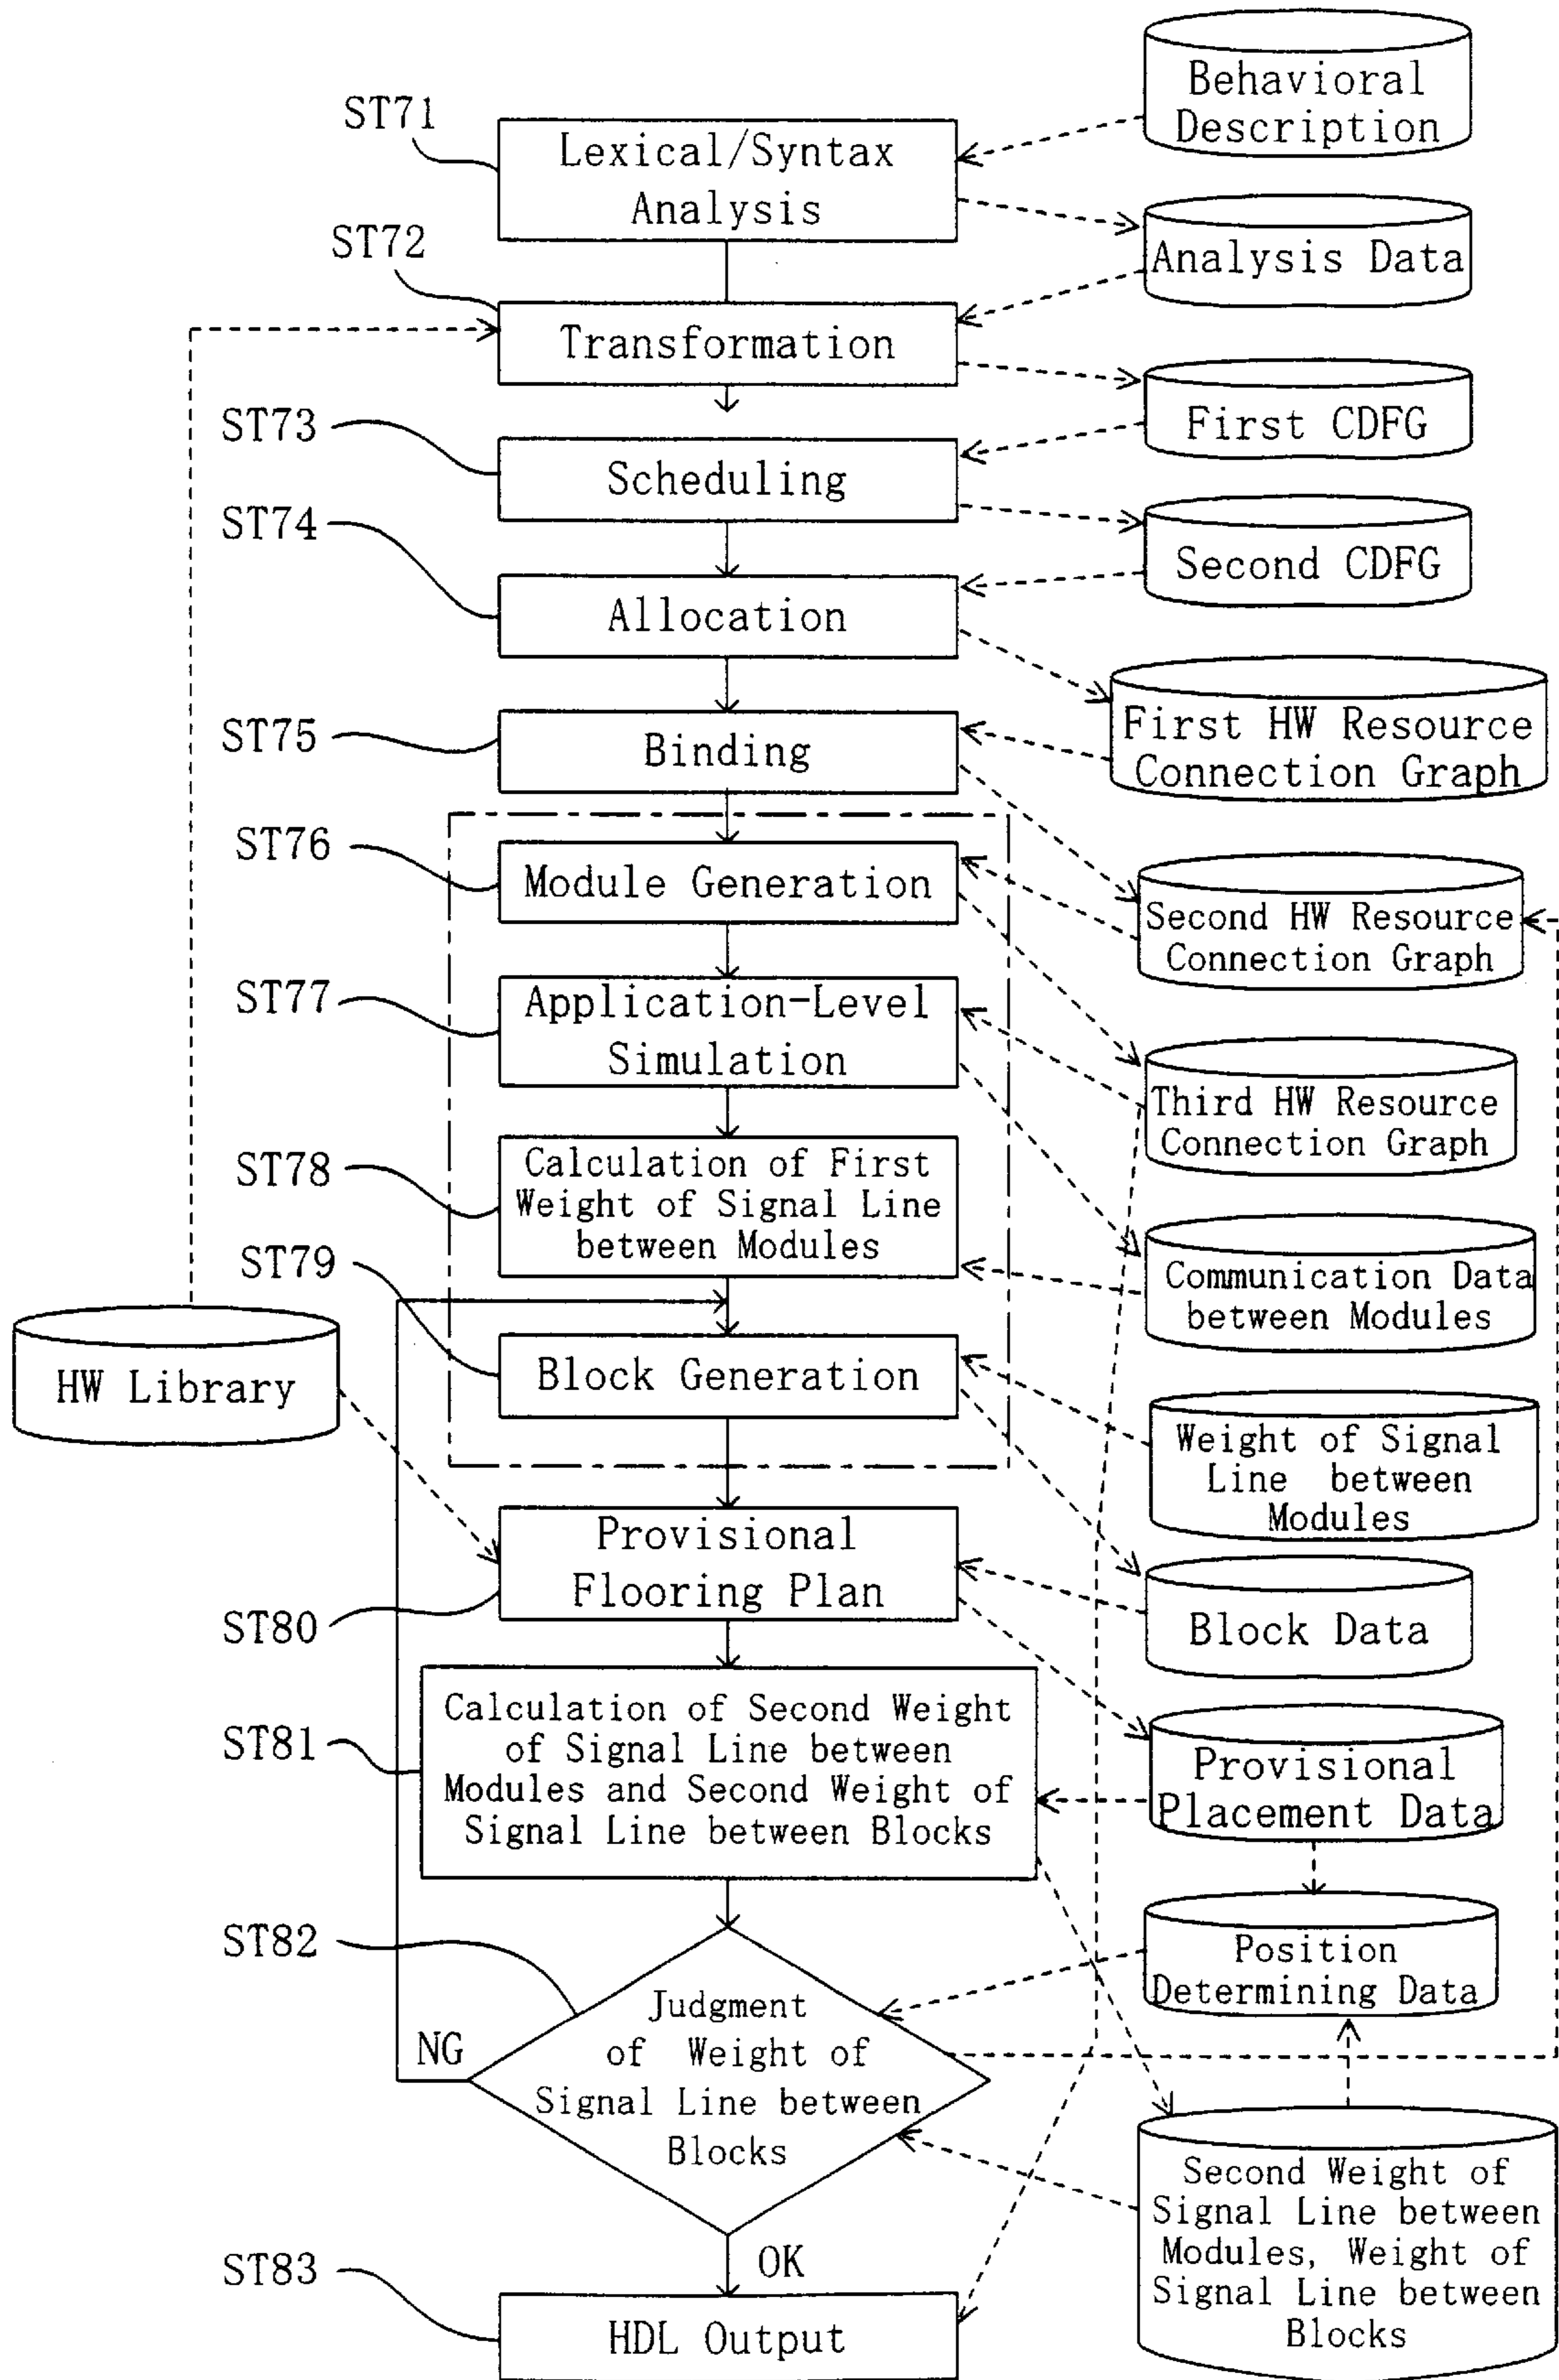 Behavioral
Description
ST71
Lexical/Syntax
Analysis
ST72
Analysis Data
Transformation
First CDFG
ST73
Scheduling
ST74
Second CDFG
Allocation
First HW Resource
Connection Graph
ST75
Binding
ST76
Module Generation
Second HW Resource
Connection Graph
ST77
Application-Level
Simulation
Third HW Resource
Connection Graph
ST78
Calculation of First
Weight of Signal Line
between Modules
ST79
Communication Data
between Modules
HW Library
Block Generation
Weight of Signal
Line between
Modules
Provisional
Flooring Plan
ST80
Block Data
ST81
Calculation of Second Weight
of Signal Line between
Modules and Second Weight of
Signal Line between Blocks
Provisional
Placement Data
ST82
Position
Determining Data
NG
Judgment
of Weight of
Signal Line between
Blocks
Second Weight of
Signal Line between
Modules, Weight of
Signal Line between
Blocks
OK
ST83
HDL Output